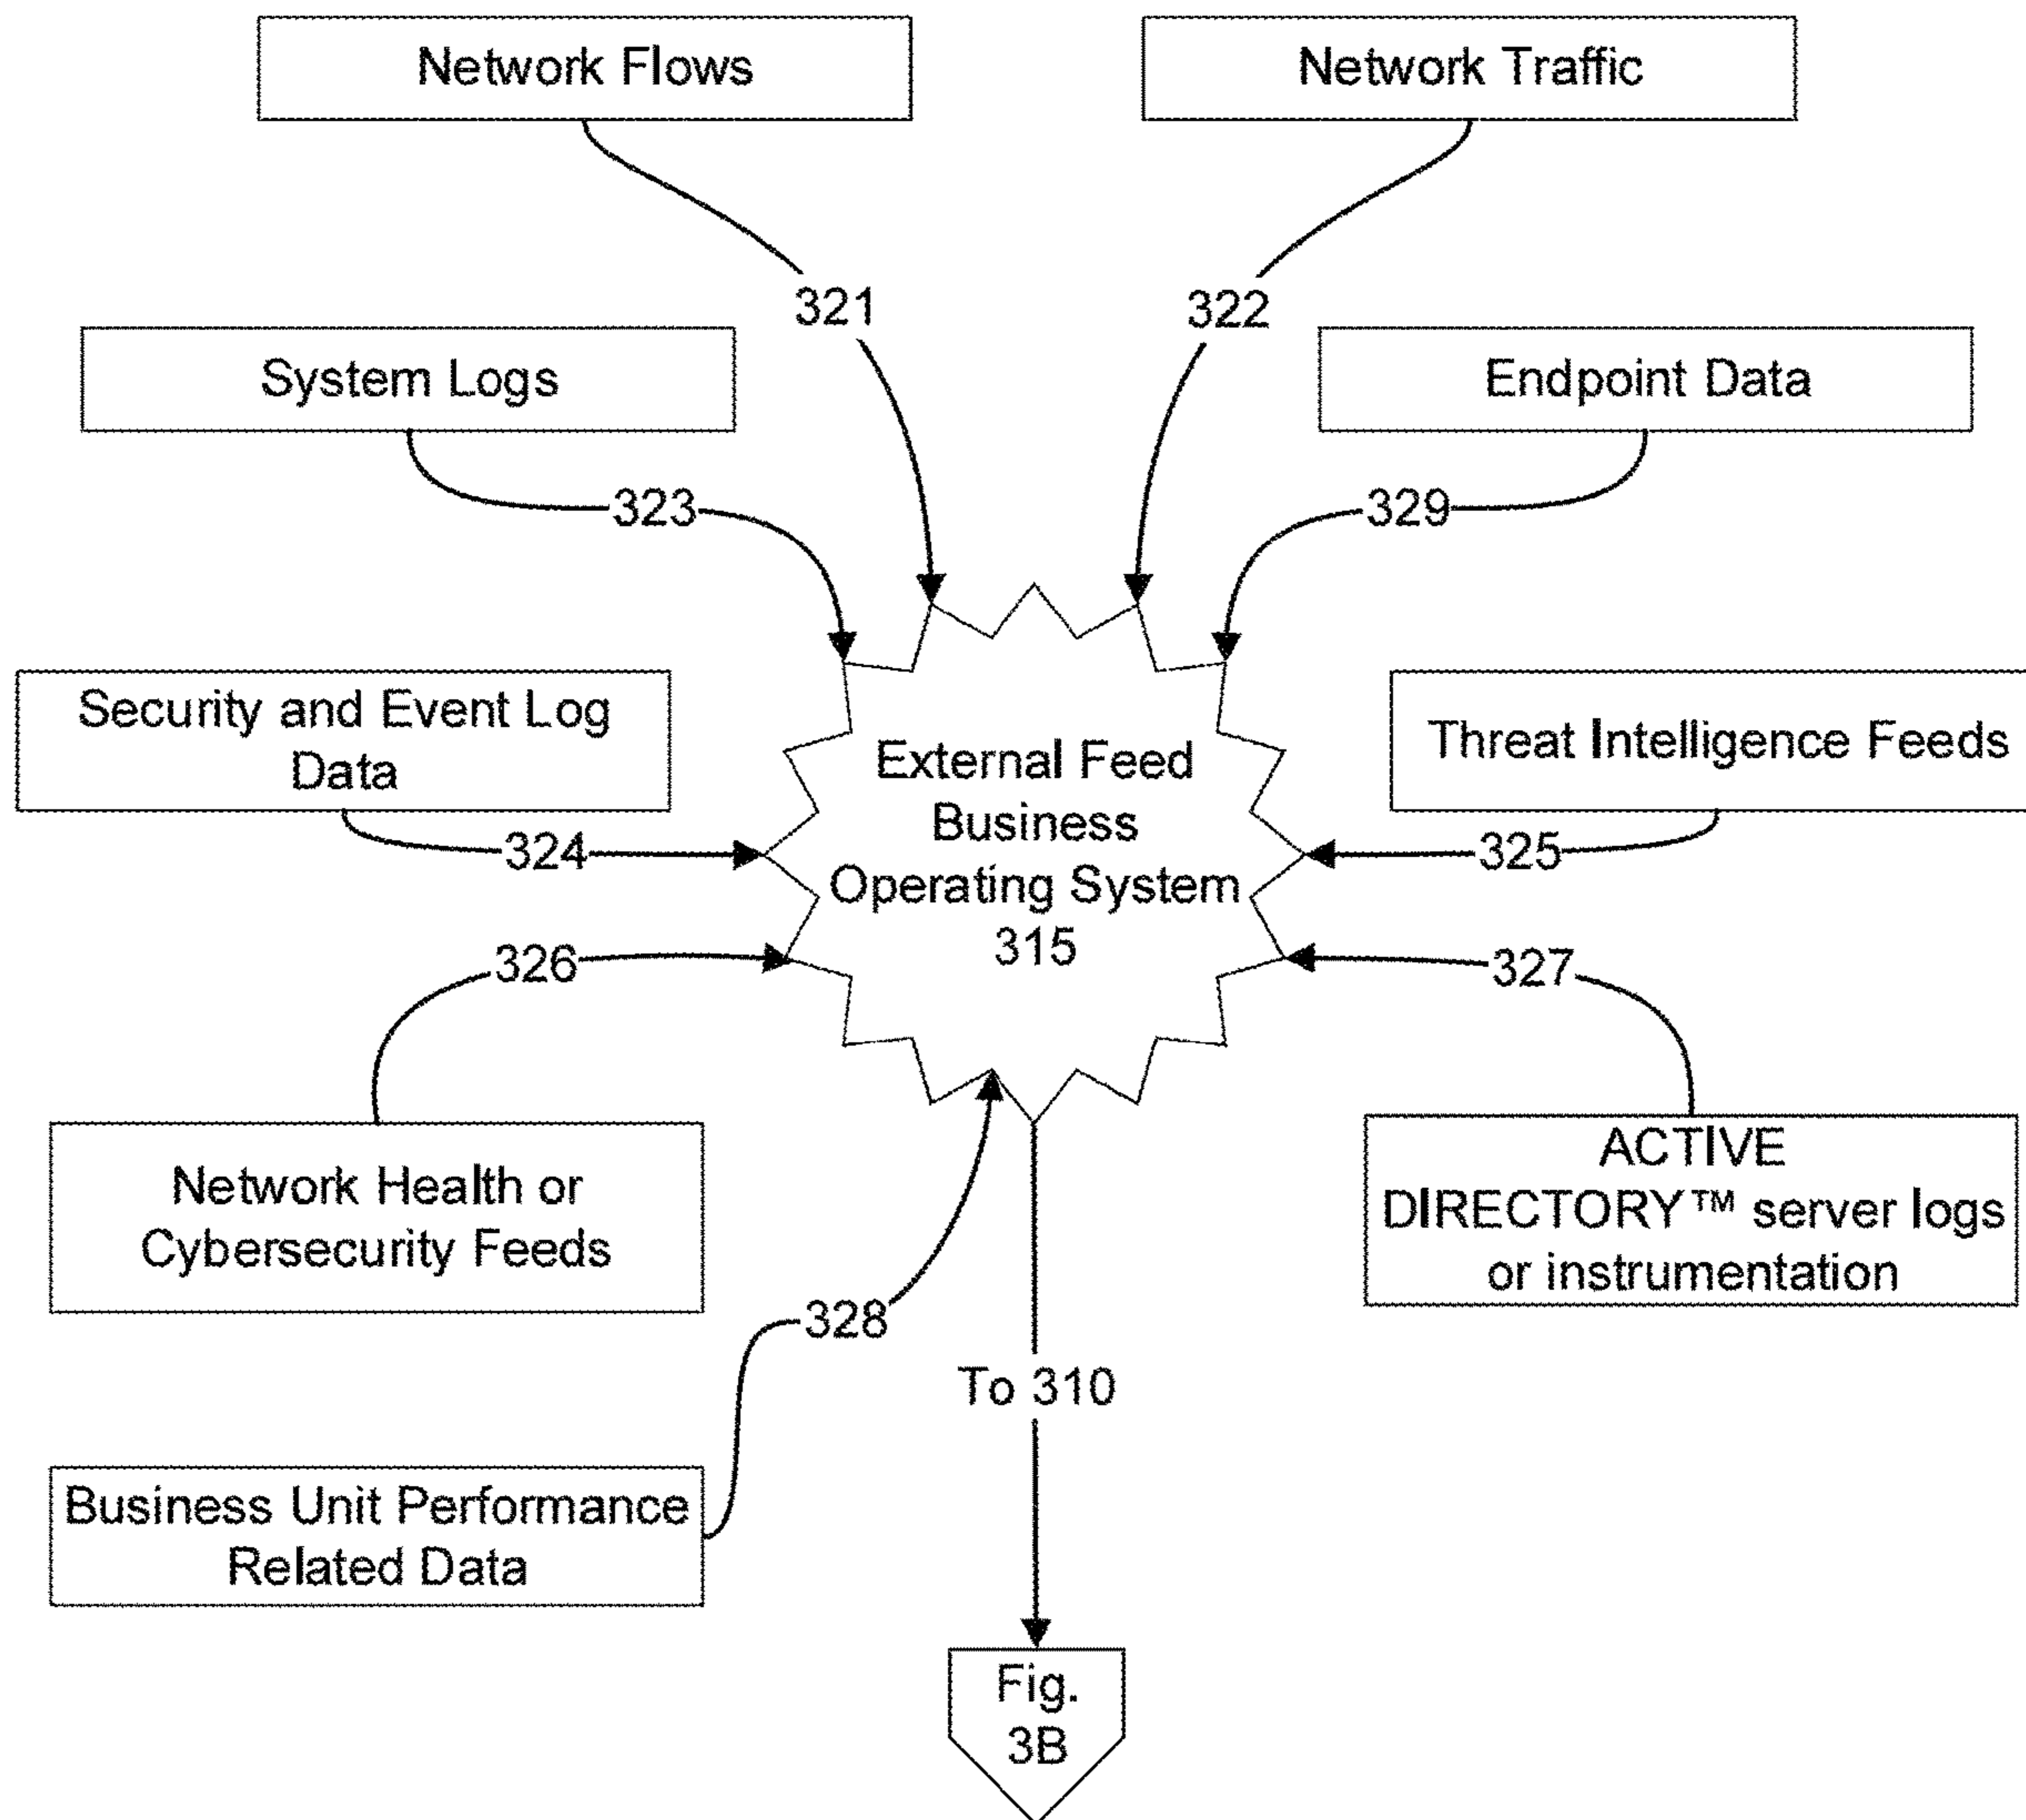 Network Flows
Network Traffic
321
322
System Logs
Endpoint Data
323
329
Security and Event Log
Data
Threat Intelligence Feeds
External Feed
Business
Operating System
315
324
325
326
327
Network Health or
Cybersecurity Feeds
ACTIVE
DIRECTORY™ server logs
or instrumentation
328
To 310
Business Unit Performance
Related Data
Fig.
3B